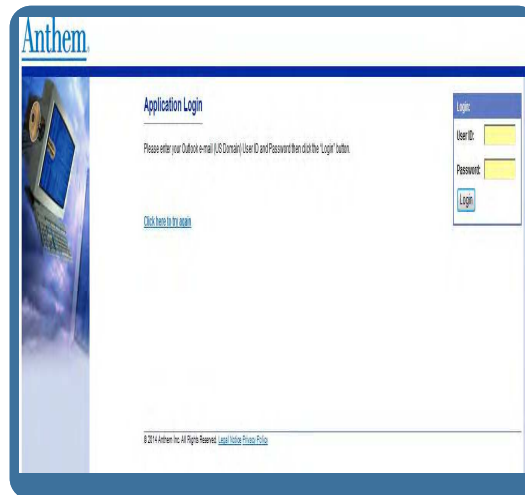 Anthem.
Application Login
Please enter your Outlook e-mail (US Domain) User ID and Password then click the "Login" button.
Click here to try again
Login:
User ID:
Password:
Login
© 2014 Anthem Inc. All Rights Reserved. Legal Notice Privacy Policy